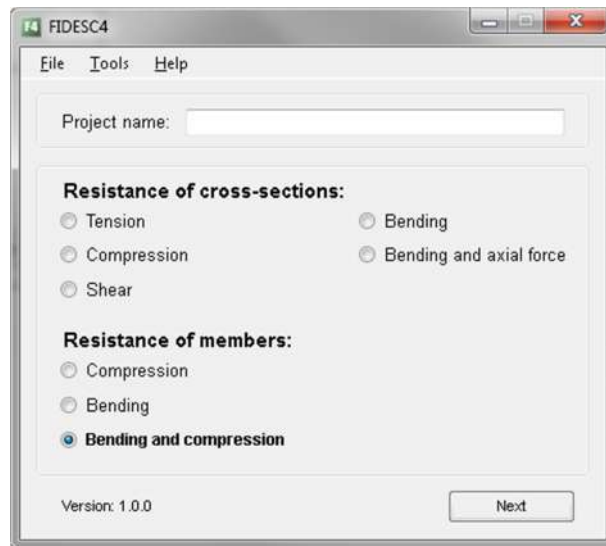 F4 FIDESC4
File Tools Help
Project name:
Resistance of cross-sections:
Tension
Bending
Compression
Bending and axial force
Shear
Resistance of members:
Compression
Bending
Bending and compression
Version: 1.0.0
Next